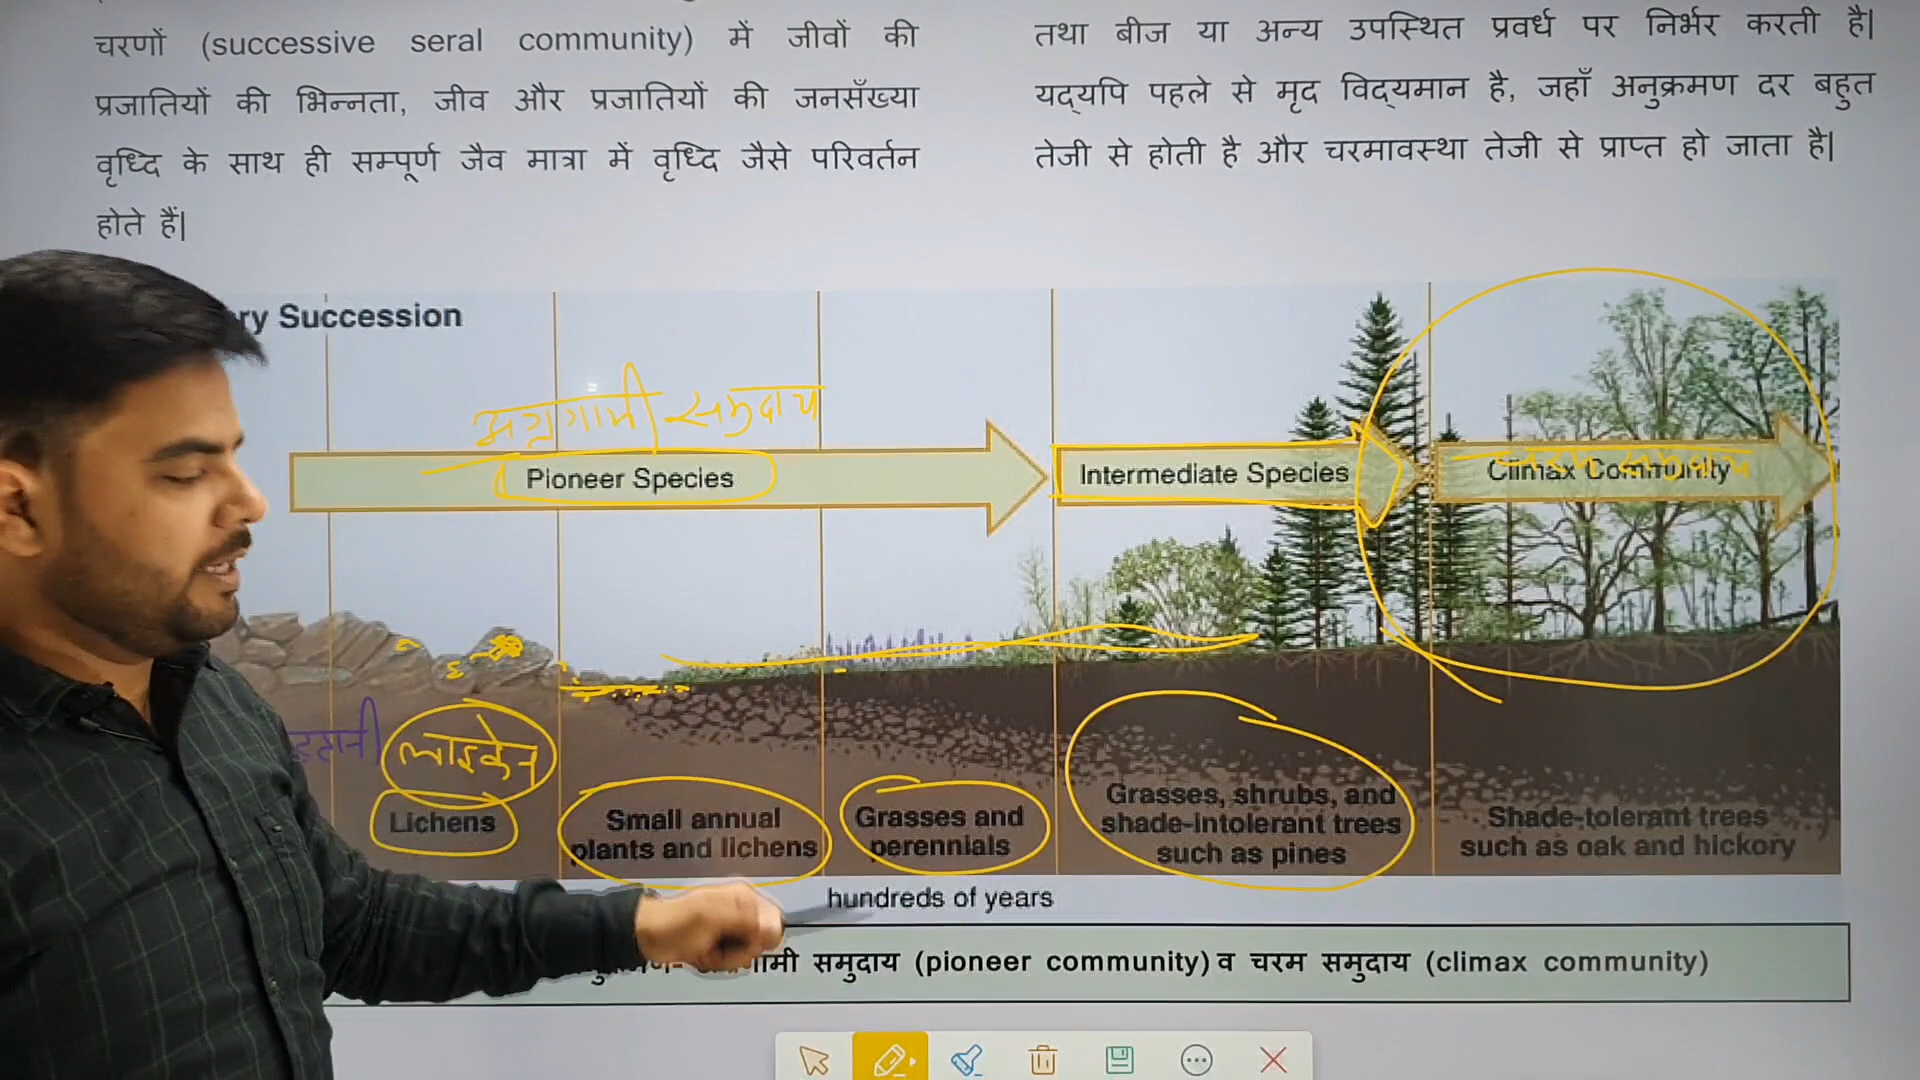 चरणों (successive seral community) में जीवों की
प्रजातियों की भिन्नता, जीव और प्रजातियों की जनसँख्या
वृध्दि के साथ ही सम्पूर्ण जैव मात्रा में वृध्दि जैसे परिवर्तन
होते हैं|
तथा बीज या अन्य उपस्थित प्रवर्ध पर निर्भर करती है|
यद्यपि पहले से मृद विद्यमान है, जहाँ अनुक्रमण दर बहुत
तेजी से होती है और चरमावस्था तेजी से प्राप्त हो जाता है|
ry Succession
अग्रगामी समुदाय
Pioneer Species
Intermediate Species
Climax Community
चरम समुदाय
लाइकेन
Lichens
Small annual
plants and lichens
Grasses and
perennials
Grasses, shrubs, and
shade-intolerant trees
such as pines
Shade-tolerant trees
such as oak and hickory
hundreds of years
समुदाय (pioneer community) व चरम समुदाय (climax community)